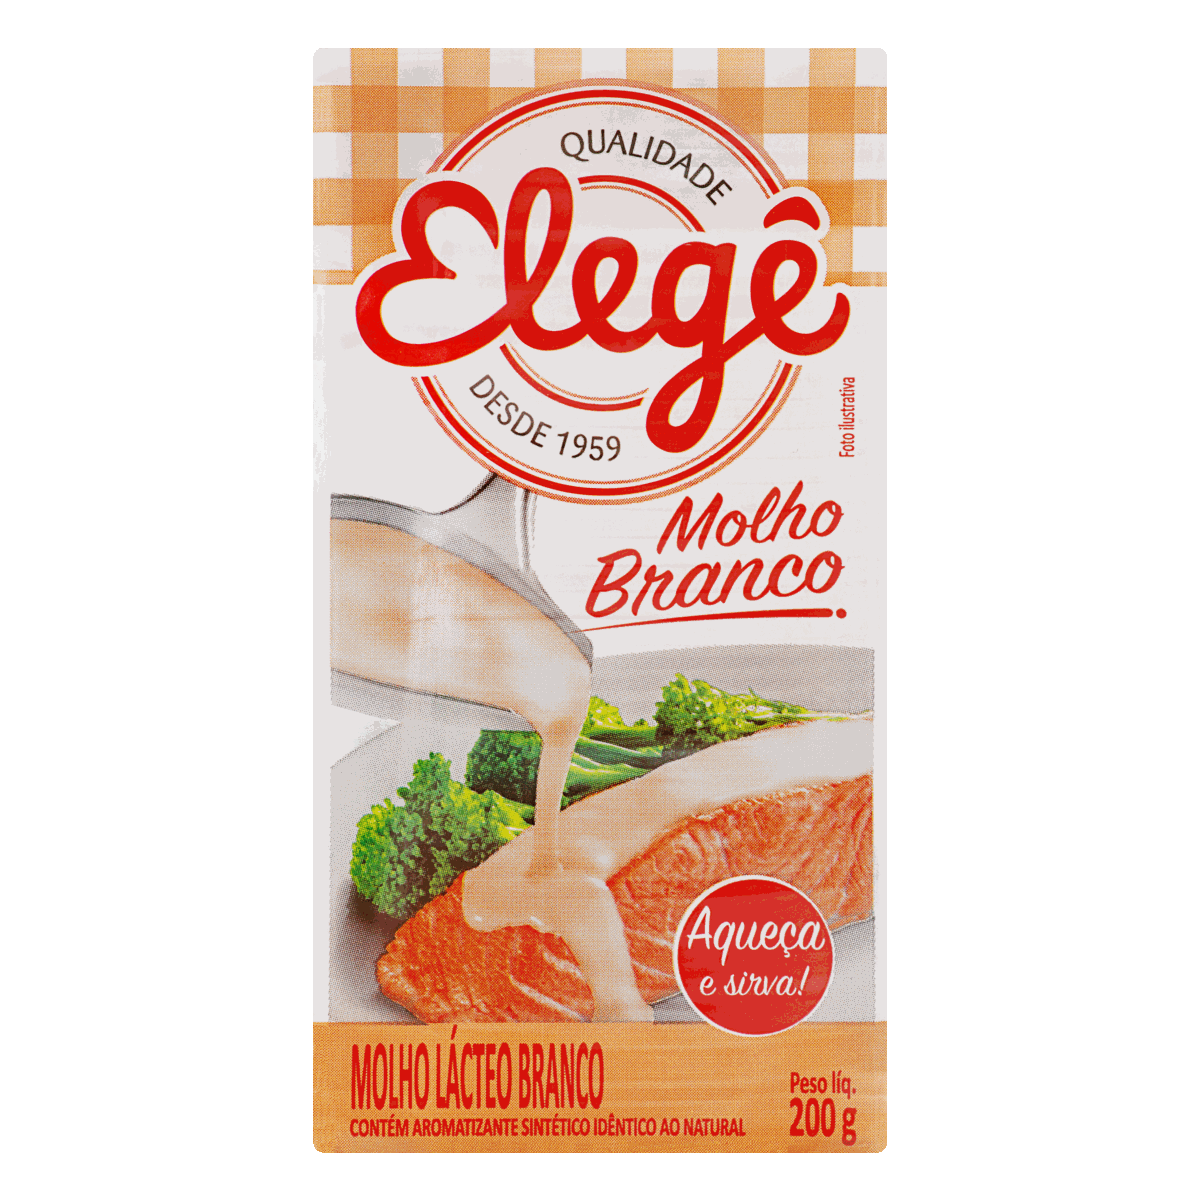 QUALIDADE
Elegê
DESDE 1959
Foto ilustrativa
Molho
Branco
Aqueça
e sirva!
MOLHO LÁCTEO BRANCO
CONTÉM AROMATIZANTE SINTÉTICO IDÊNTICO AO NATURAL
Peso líq.
200 g